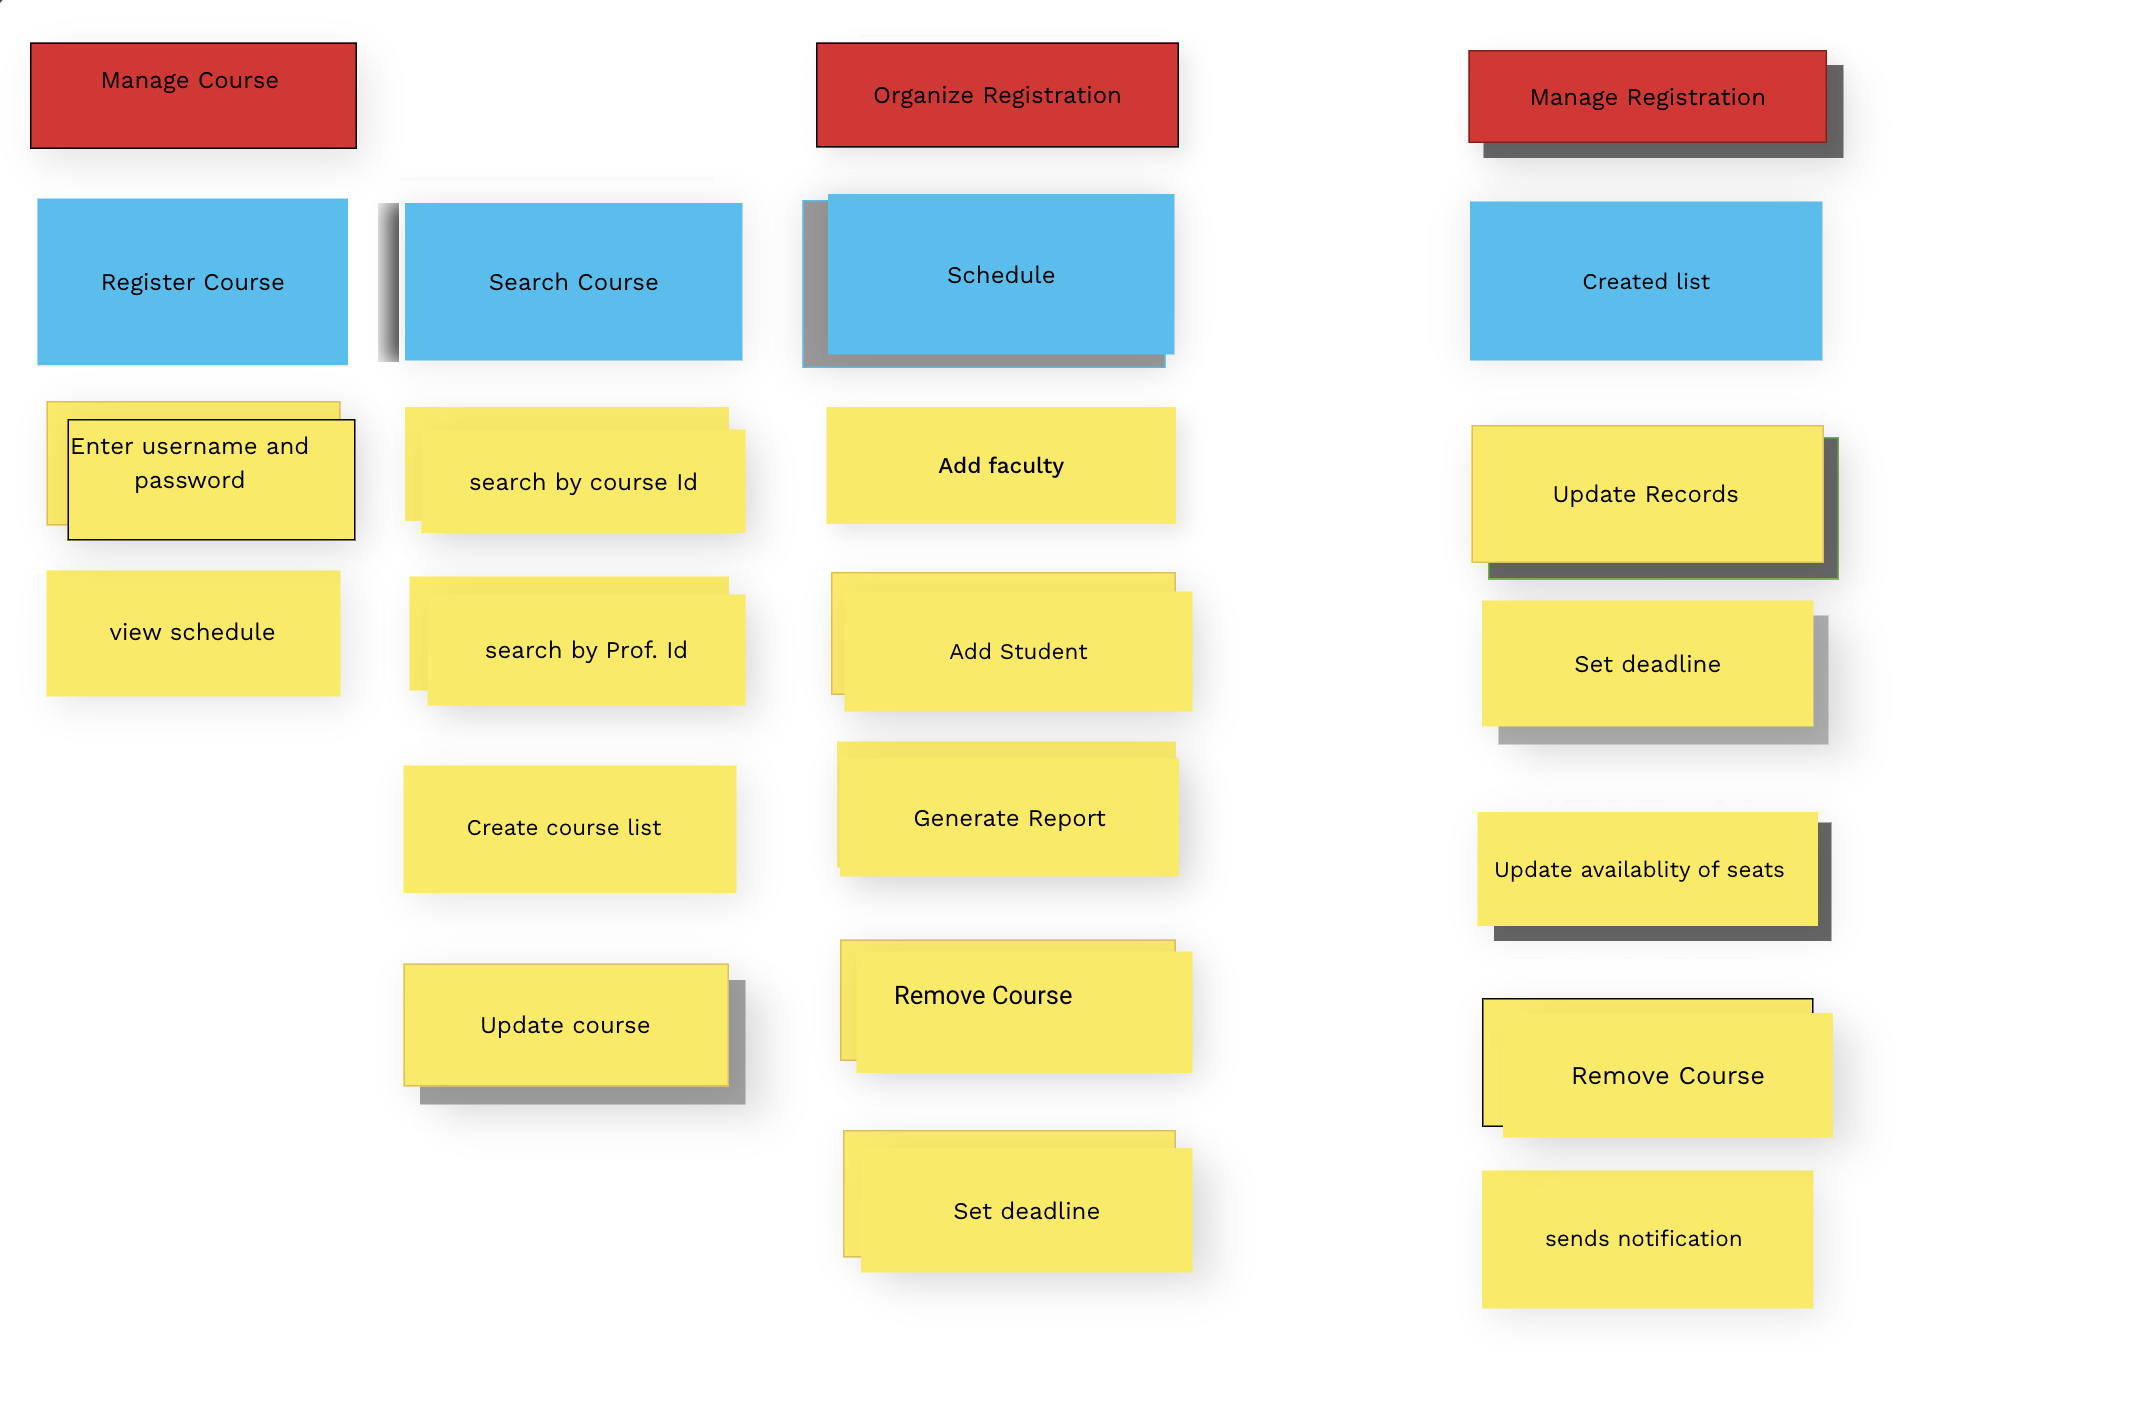 Manage Course
Organize Registration
Manage Registration
Register Course
Search Course
Schedule
Created list
Enter username and
password
search by course Id
Add faculty
Update Records
view schedule
search by Prof. Id
Add Student
Set deadline
Create course list
Generate Report
Update availablity of seats
Update course
Remove Course
Remove Course
Set deadline
sends notification